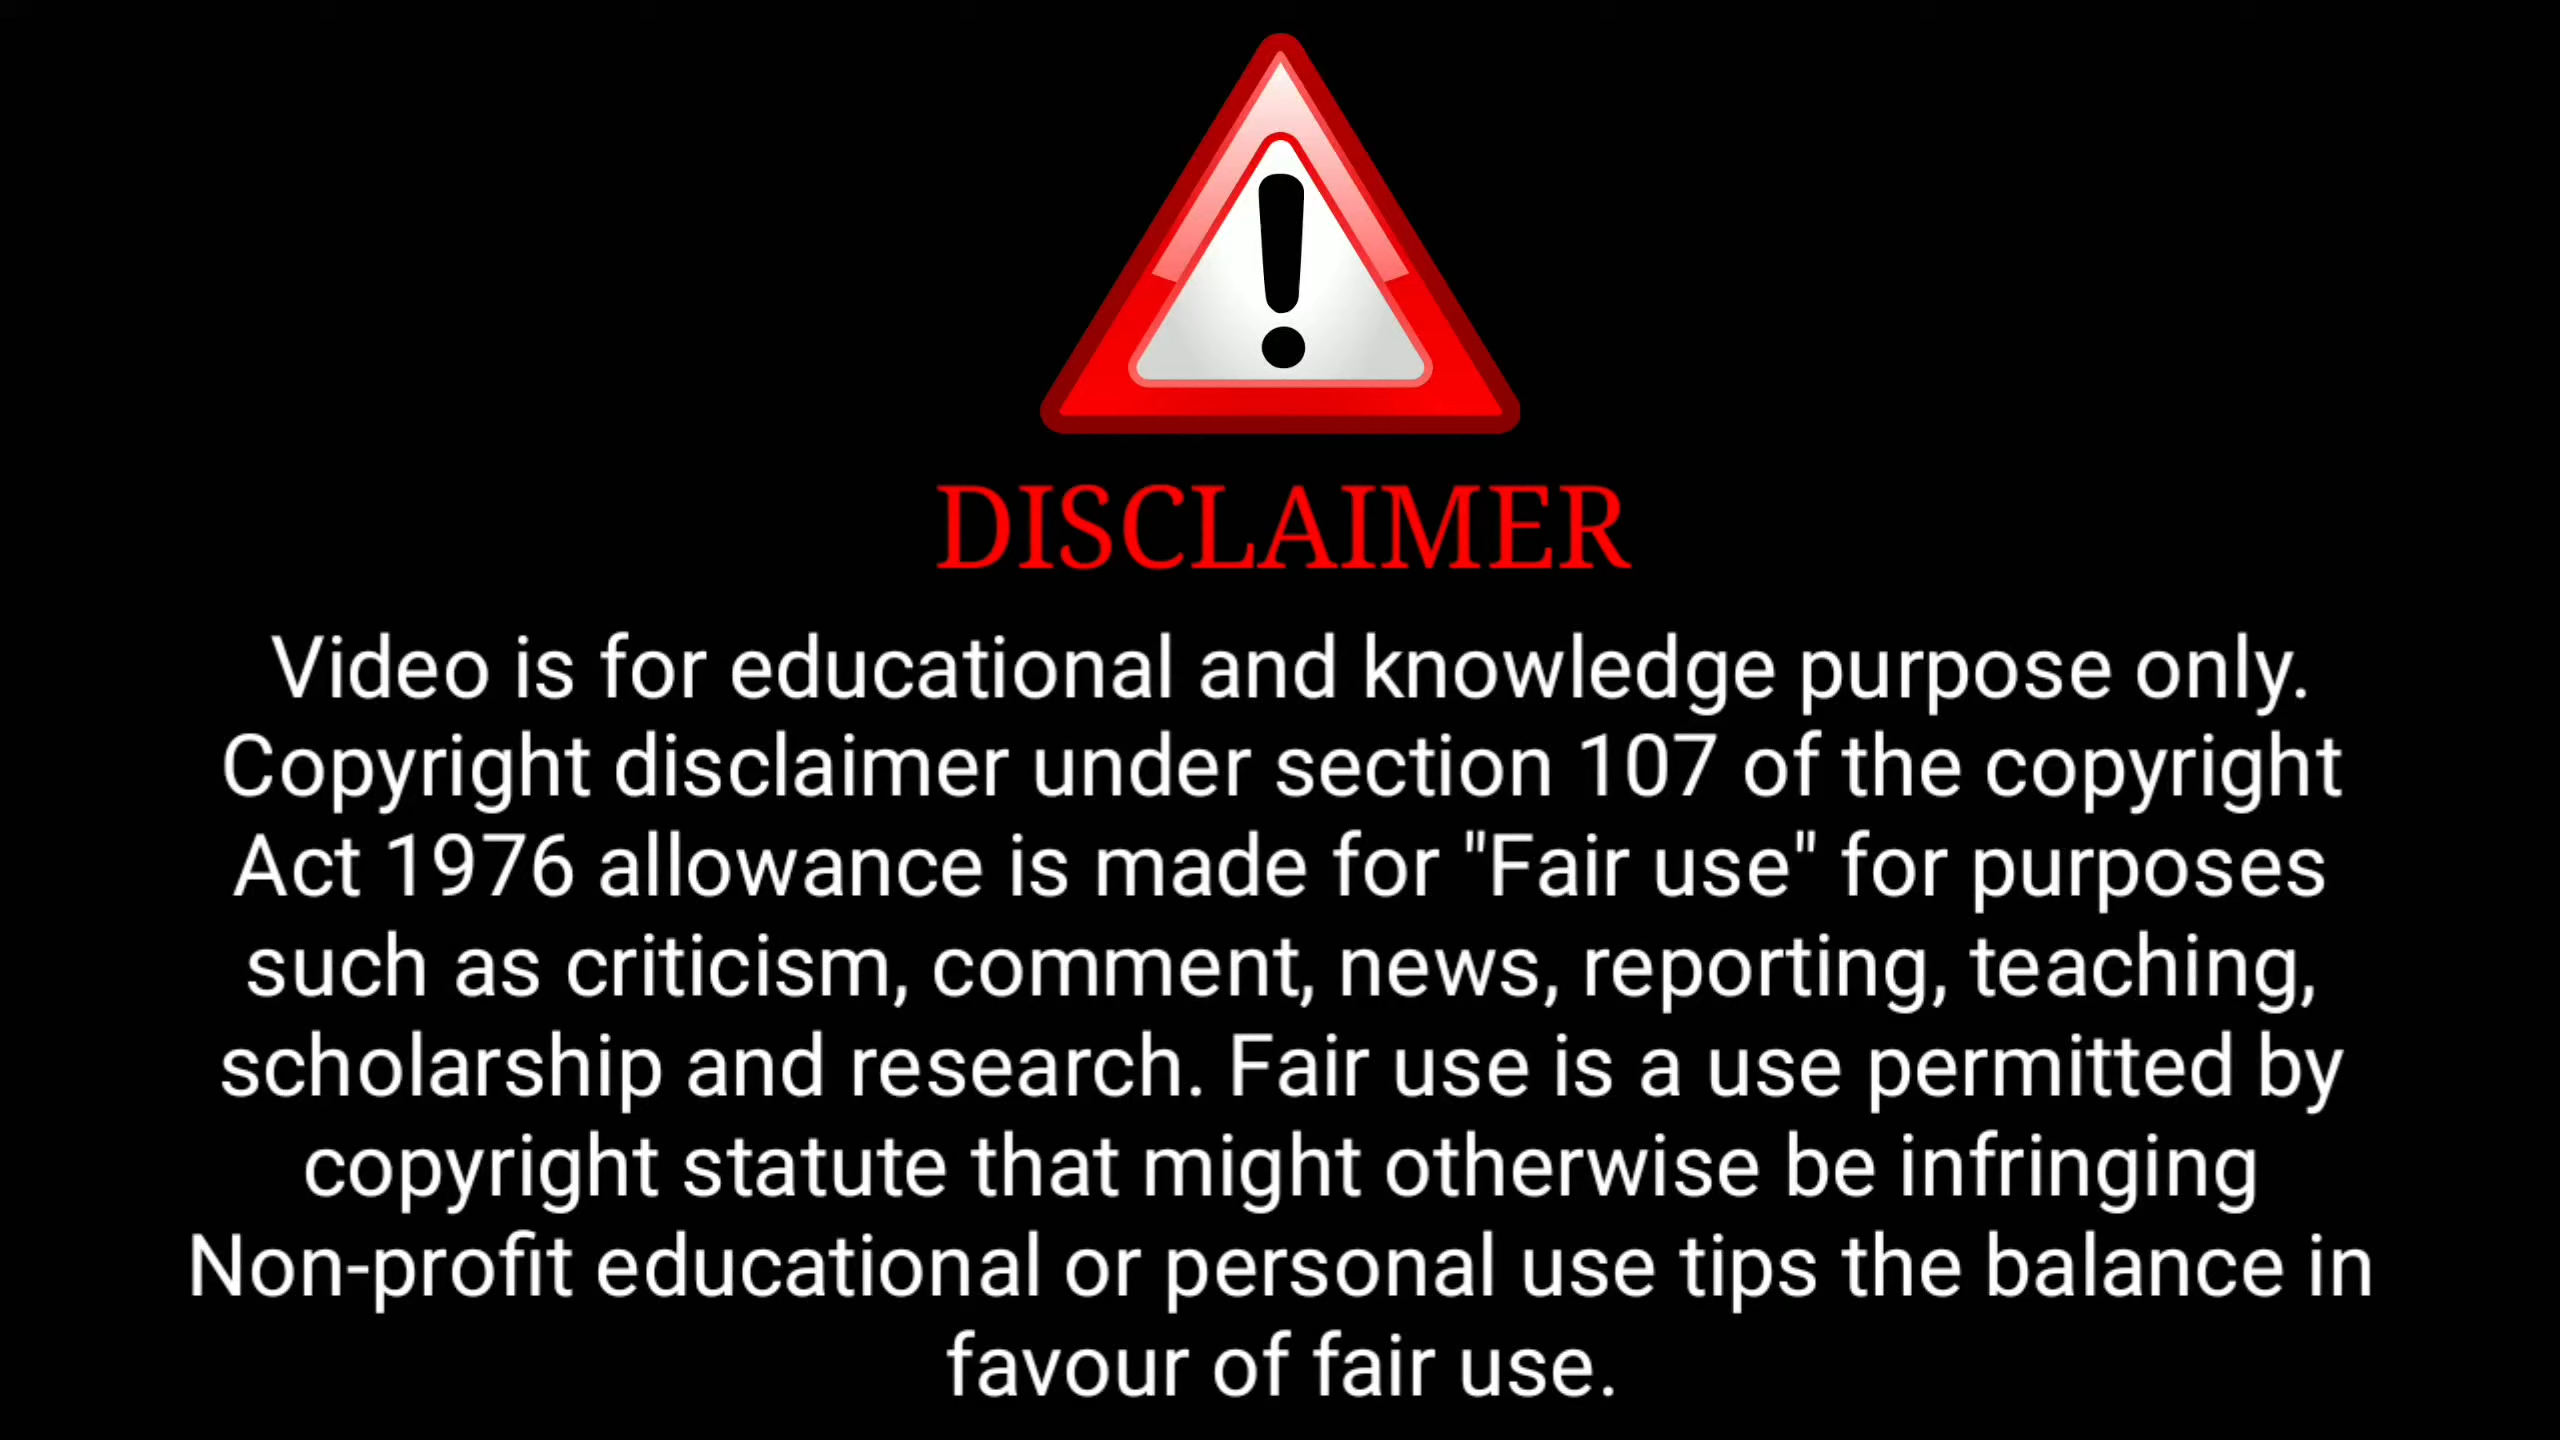 DISCLAIMER
Video is for educational and knowledge purpose only.
Copyright disclaimer under section 107 of the copyright
Act 1976 allowance is made for "Fair use" for purposes
such as criticism, comment, news, reporting, teaching,
scholarship and research. Fair use is a use permitted by
copyright statute that might otherwise be infringing
Non-profit educational or personal use tips the balance in
favour of fair use.